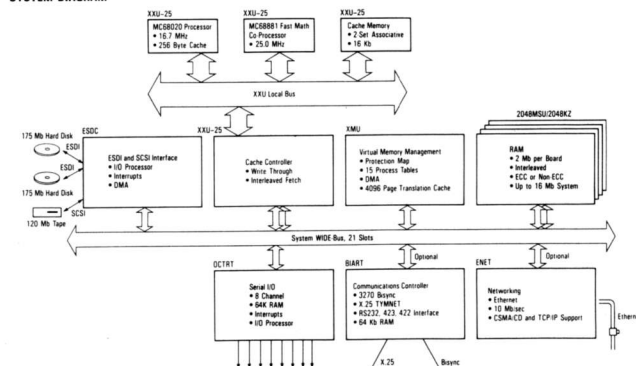 SYSTEM DIAGRAM
XXU-25
XXU-25
XXU-25
MC68020 Processor
• 16.7 MHz
• 256 Byte Cache
MC68881 Fast Math
Co-Processor
• 25.0 MHz
Cache Memory
• 2 Set Associative
• 16 Kb
XXU Local Bus
ESDC
XXU-25
XMU
2048MSU/2048KZ
175 Mb Hard Disk
ESDI
ESDI
175 Mb Hard Disk
SCSI
120 Mb Tape
ESDI and SCSI Interface
• I/O Processor
• Interrupts
• DMA
Cache Controller
• Write Through
• Interleaved Fetch
Virtual Memory Management
• Protection Map
• 15 Process Tables
• DMA
• 4096 Page Translation Cache
RAM
• 2 Mb per Board
• Interleaved
• ECC or Non-ECC
• Up to 16 Mb System
System WIDE-Bus, 21 Slots
OCTRT
BIART
Optional
ENET
Optional
Serial I/O
• 8 Channel
• 64K RAM
• Interrupts
• I/O Processor
Communications Controller
• 3270 Bisync
• X.25 TYMNET
• RS232, 423, 422 Interface
• 64 Kb RAM
Networking
• Ethernet
• 10 Mb/sec
• CSMA/CD and TCP/IP Support
Ethern
X.25
Bisync